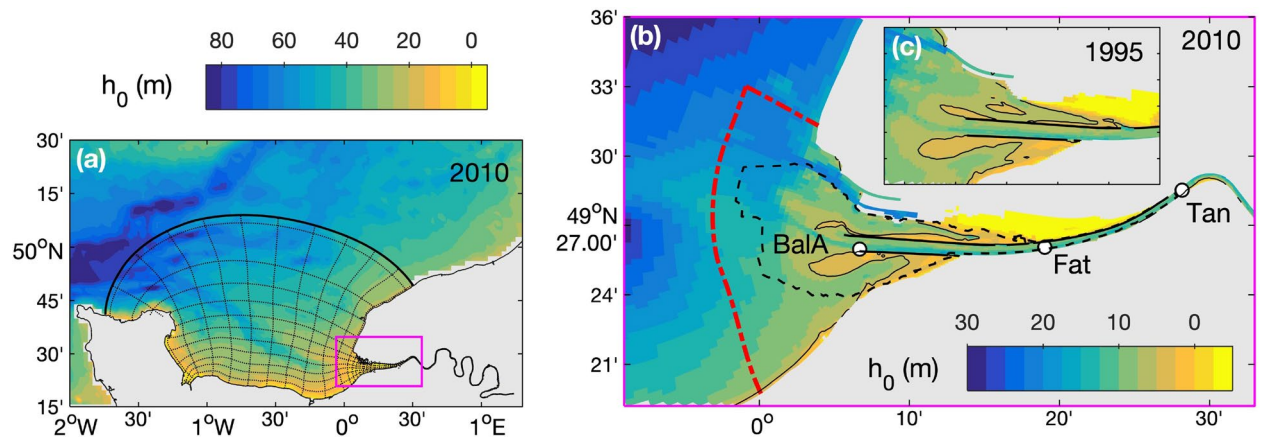 80 60 40 20 0
h₀ (m)
(a)
2010
30'
15'
50°N
45'
30'
15'
2°W 30' 1°W 30' 0° 30' 1°E
(b)
2010
(c)
1995
36'
33'
30'
49°N
27.00'
24'
21'
BalA
Fat
Tan
30 20 10 0
h₀ (m)
0° 10' 20' 30'